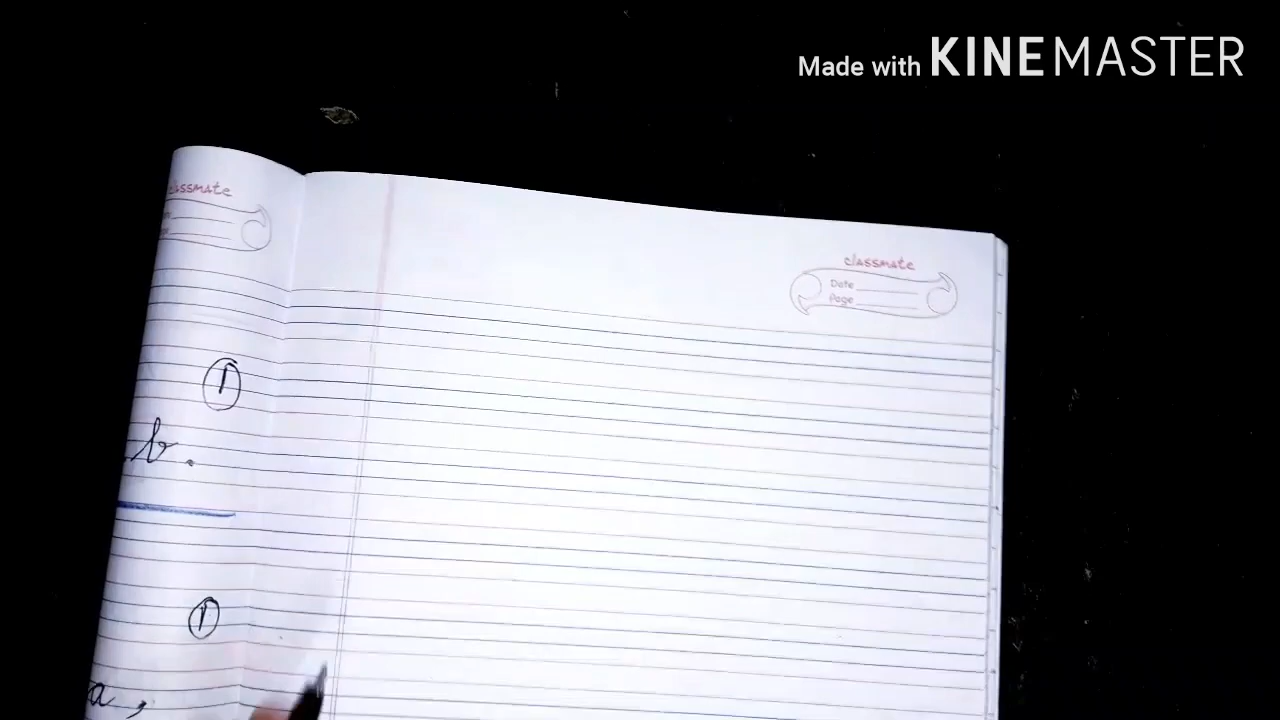 Made with KINEMASTER
classmate
classmate
Date
Page
①
b.
①
a,